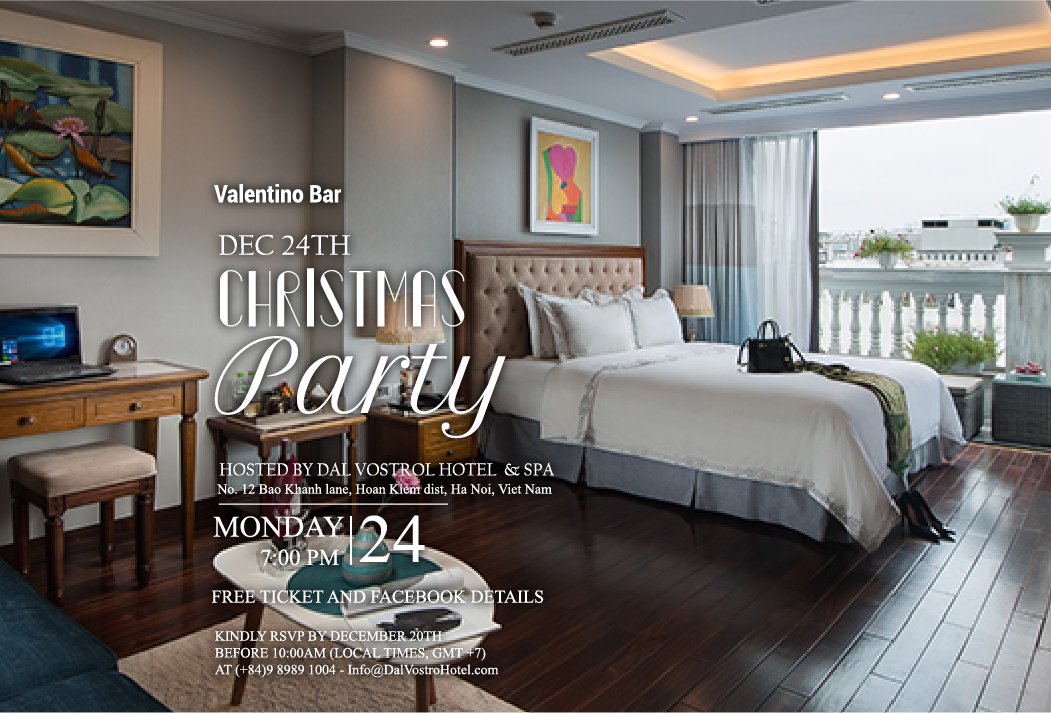 Valentino Bar
DEC 24TH
CHRISTMAS
Party
HOSTED BY DAL VOSTROL HOTEL & SPA
No. 12 Bao Khanh lane, Hoan Kiem dist, Ha Noi, Viet Nam
MONDAY
7:00 PM
24
FREE TICKET AND FACEBOOK DETAILS
KINDLY RSVP BY DECEMBER 20TH
BEFORE 10:00AM (LOCAL TIMES, GMT +7)
AT (+84)9 8989 1004 - Info@DalVostroHotel.com